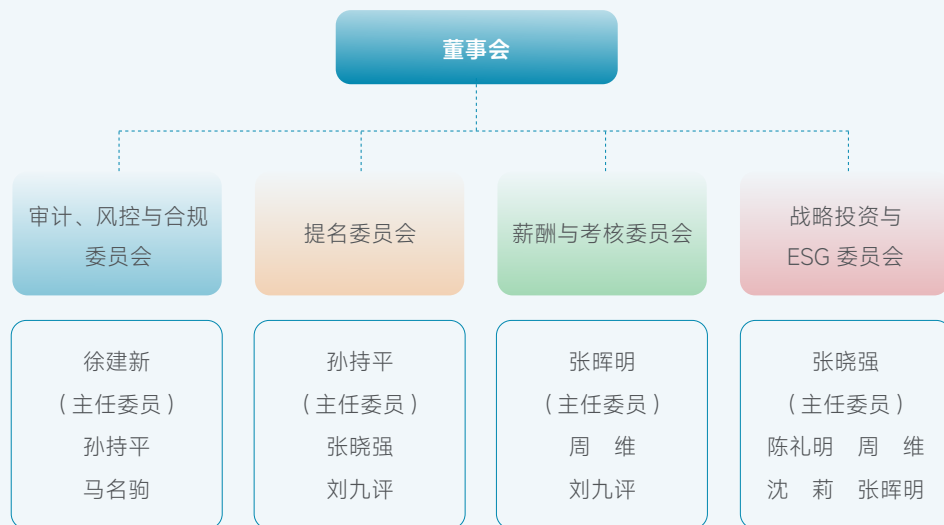 董事会
审计、风控与合规
委员会
提名委员会
薪酬与考核委员会
战略投资与
ESG 委员会
徐建新
（主任委员）
孙持平
马名驹
孙持平
（主任委员）
张晓强
刘九评
张晖明
（主任委员）
周　维
刘九评
张晓强
（主任委员）
陈礼明　周　维
沈　莉　张晖明